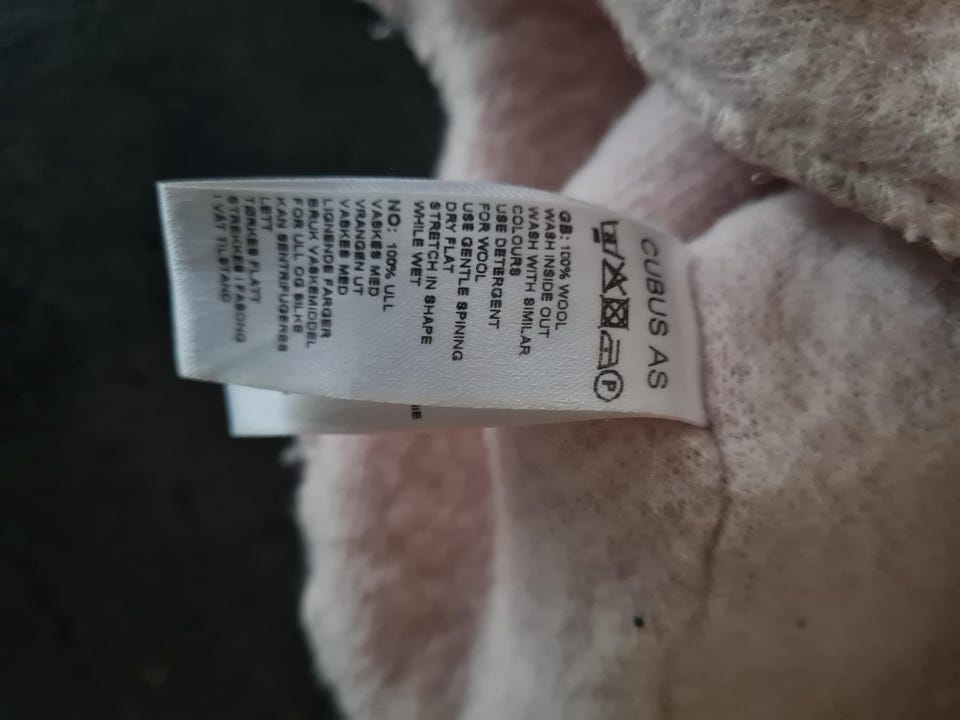 CUBUS AS
P
GB: 100% WOOL
WASH INSIDE OUT
WASH WITH SIMILAR
COLOURS
USE DETERGENT
FOR WOOL
USE GENTLE SPINING
DRY FLAT
STRETCH IN SHAPE
WHILE WET
NO: 100% ULL
VASKES MED
VRANGEN UT
VASKES MED
LIGNENDE FARGER
BRUK VASKEMIDDEL
FOR ULL OG SILKE
KAN SENTRIFUGERES
LETT
TØRKES FLATT
STREKKES I FASONG
I VÅT TILSTAND